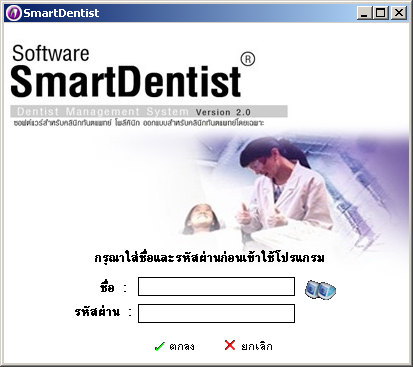 SmartDentist
Software
SmartDentist ®
Dentist Management System Version 2.0
ซอฟต์แวร์สำหรับคลินิกทันตแพทย์ โพลีคลินิก ออกแบบสำหรับคลินิกทันตแพทย์โดยเฉพาะ
กรุณาใส่ชื่อและรหัสผ่านก่อนเข้าใช้โปรแกรม
ชื่อ :
รหัสผ่าน :
ตกลง ยกเลิก